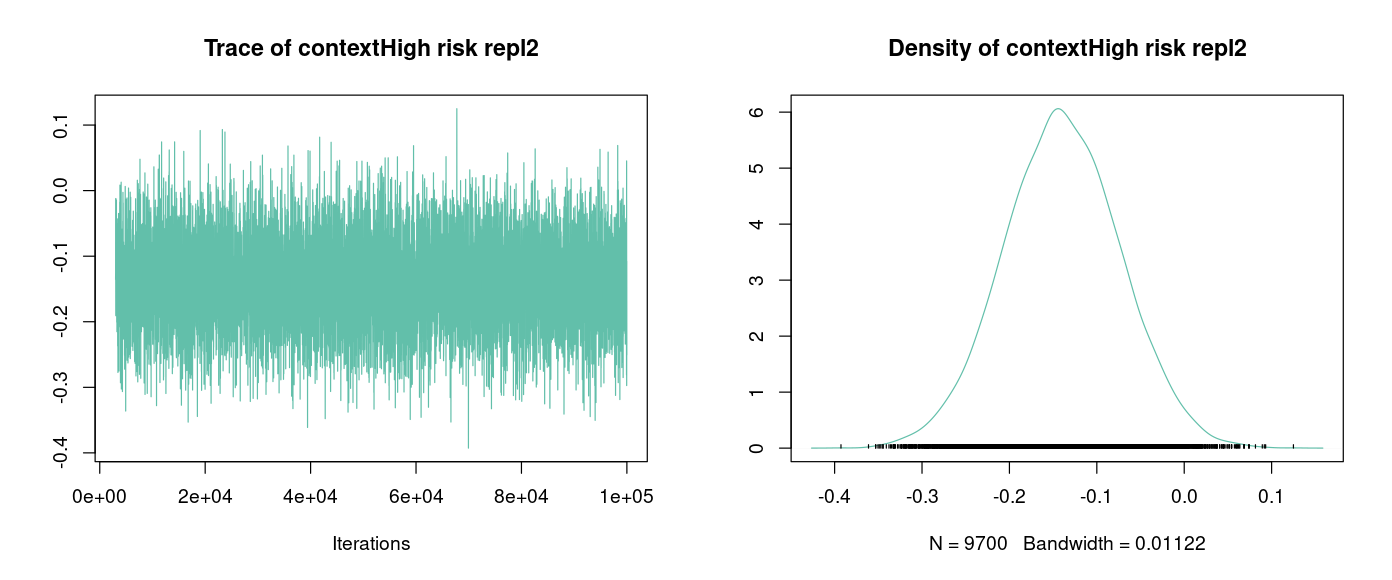 Trace of contextHigh risk repl2
0.1
0.0
-0.1
-0.2
-0.3
-0.4
0e+00 2e+04 4e+04 6e+04 8e+04 1e+05
Iterations
Density of contextHigh risk repl2
6
5
4
3
2
1
0
-0.4 -0.3 -0.2 -0.1 0.0 0.1
N = 9700 Bandwidth = 0.01122